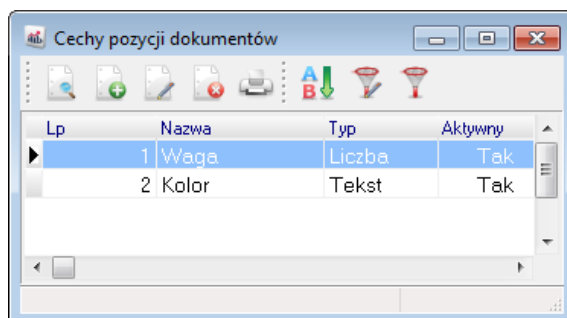 Cechy pozycji dokumentów
A
B
Lp Nazwa Typ Aktywny
1 Waga Liczba Tak
2 Kolor Tekst Tak